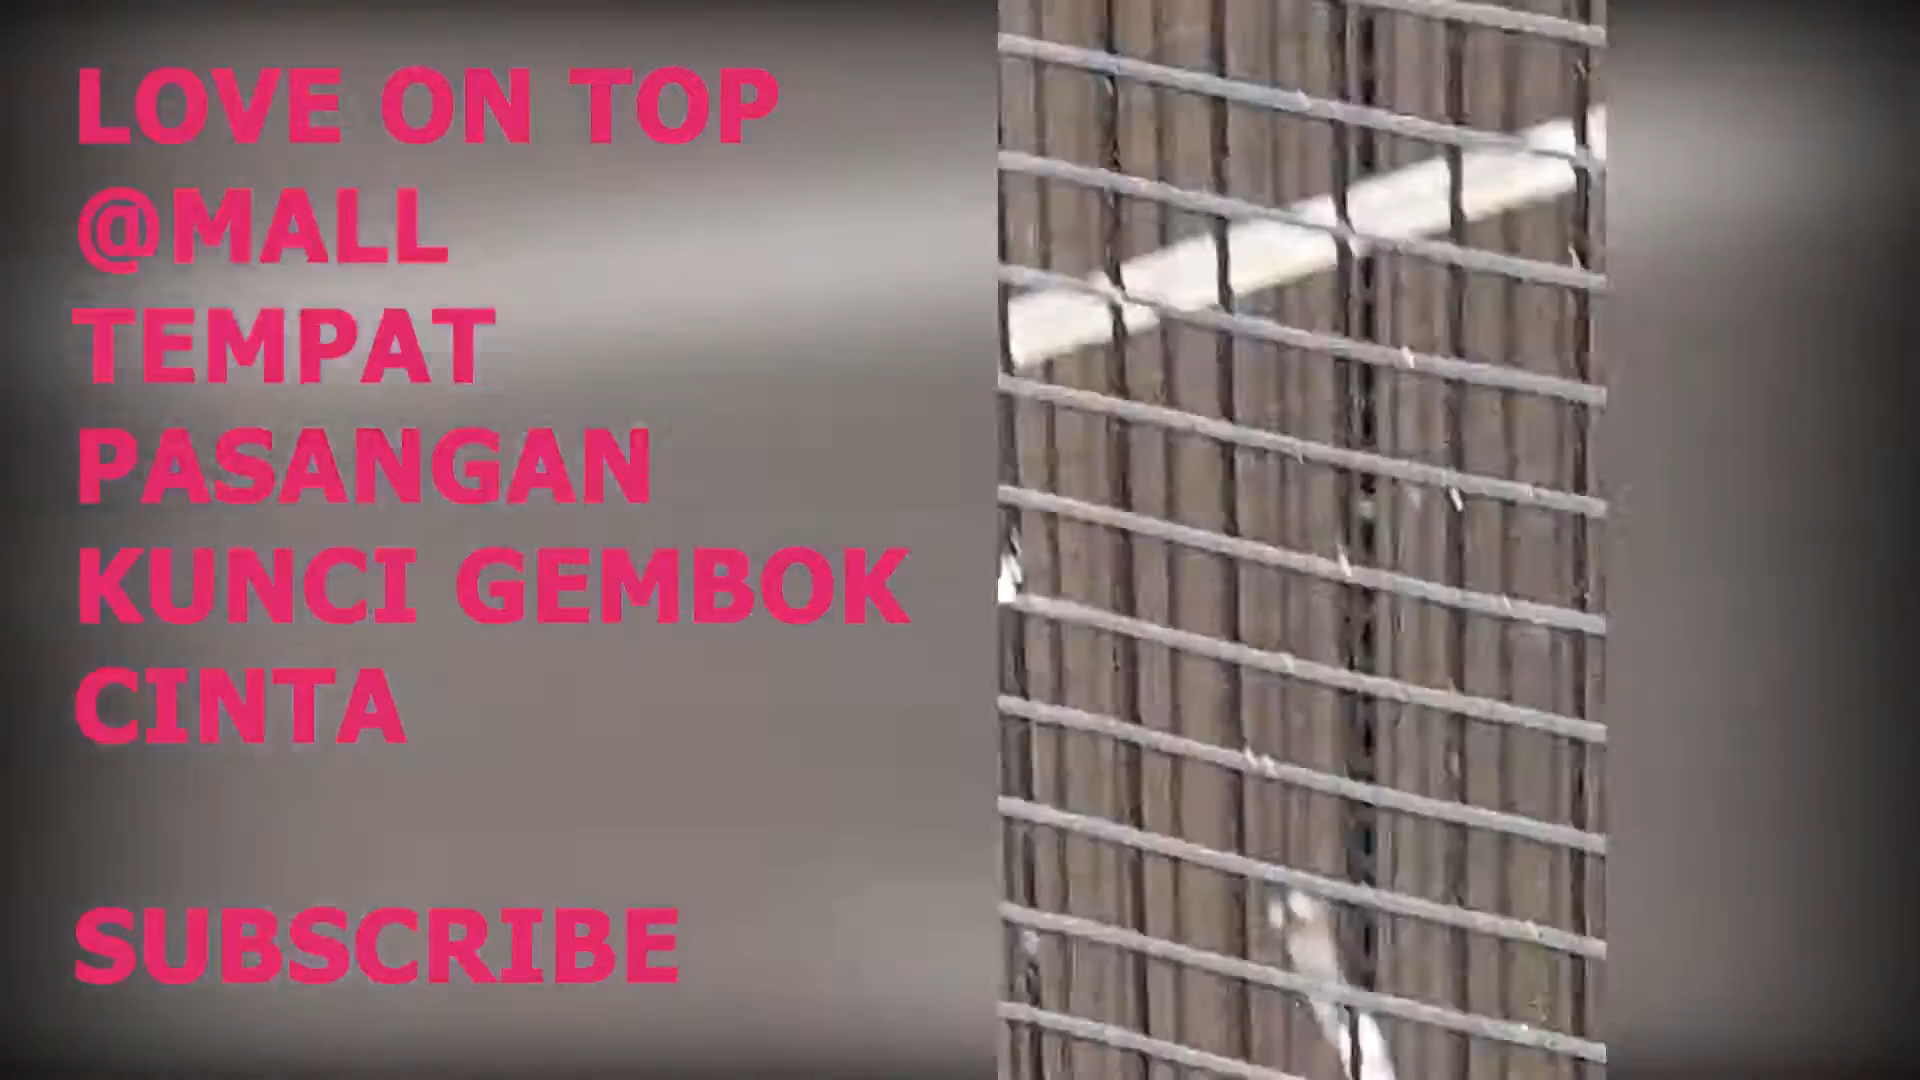 LOVE ON TOP
@MALL
TEMPAT
PASANGAN
KUNCI GEMBOK
CINTA
SUBSCRIBE